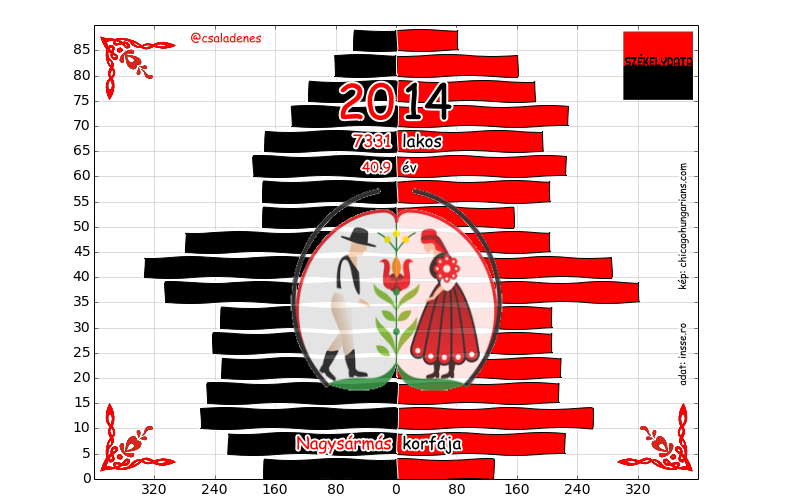 @csaladenes
SZÉKELYDATA
2014
7331 lakos
40.9 év
85
80
75
70
65
60
55
50
45
40
35
30
25
20
15
10
5
0
kép: chicagohungarians.com
adat: insse.ro
Nagysármás korfája
320 240 160 80 0 80 160 240 320